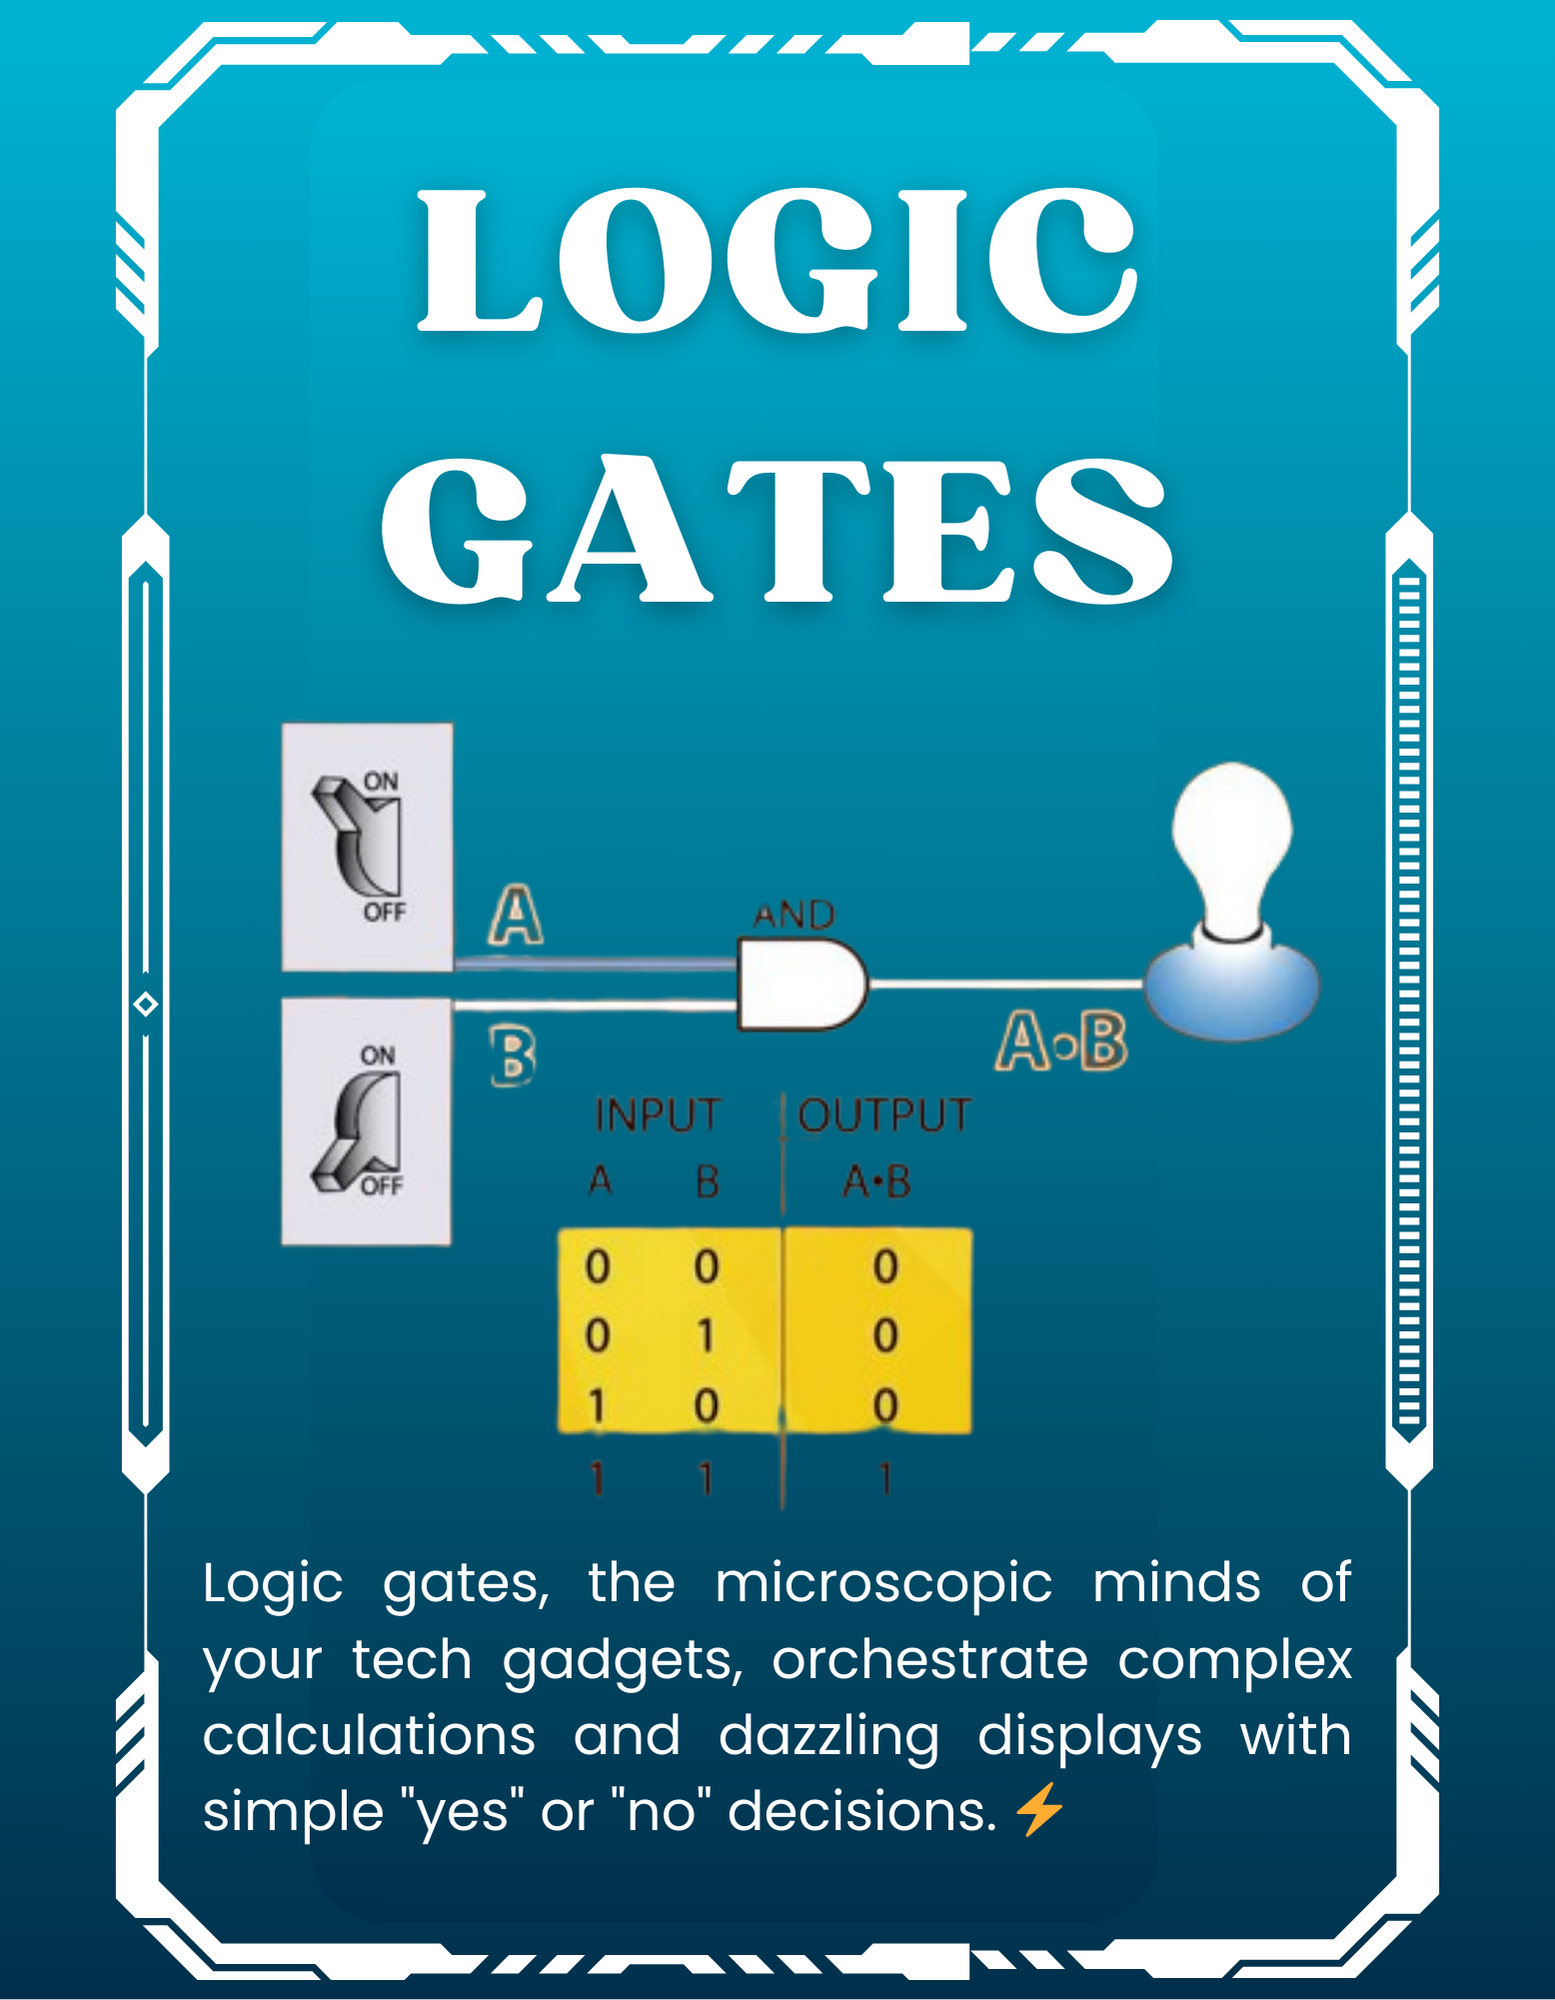 LOGIC
GATES
ON
OFF
A
AND
B
A•B
ON
OFF
INPUT OUTPUT
A B A•B
0 0 0
0 1 0
1 0 0
1 1 1
Logic gates, the microscopic minds of
your tech gadgets, orchestrate complex
calculations and dazzling displays with
simple "yes" or "no" decisions. ⚡